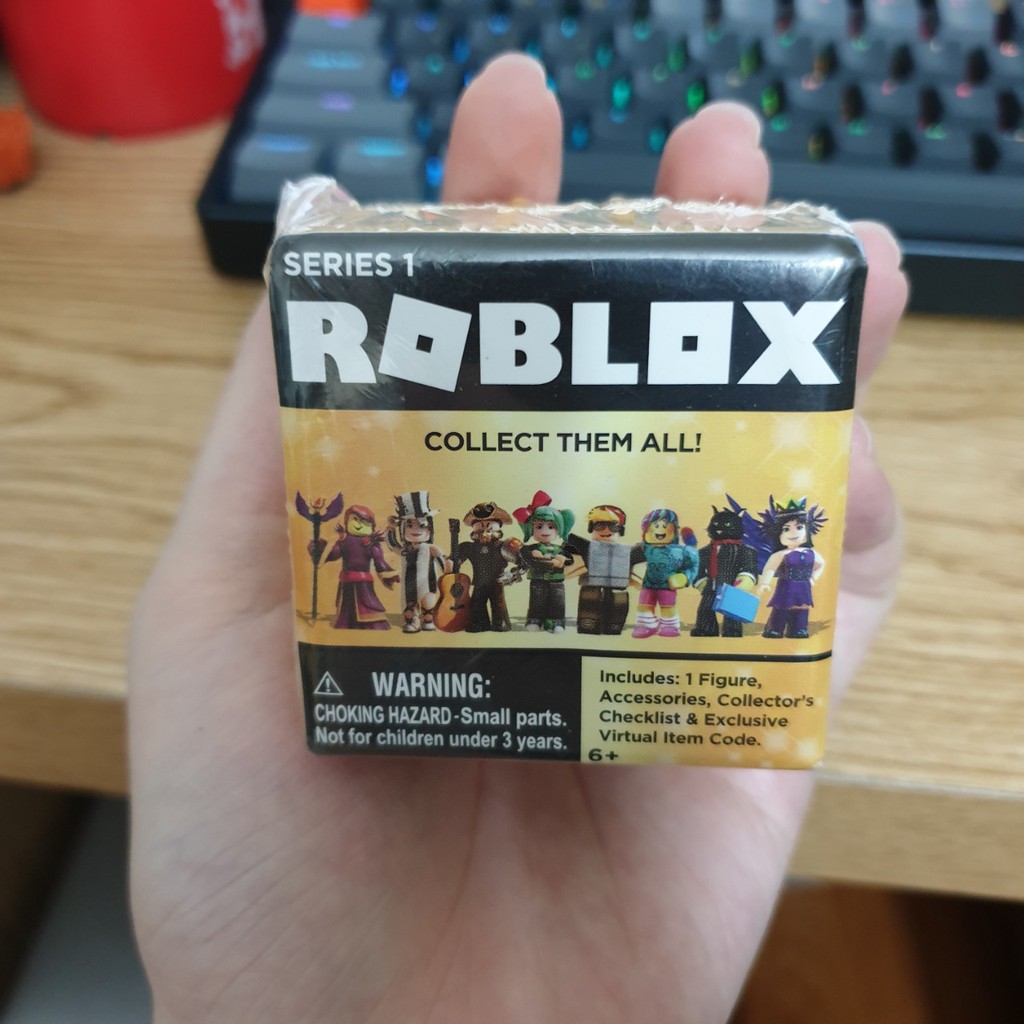 SERIES 1
ROBLOX
COLLECT THEM ALL!
WARNING:
CHOKING HAZARD-Small parts.
Not for children under 3 years.
Includes: 1 Figure,
Accessories, Collector's
Checklist & Exclusive
Virtual Item Code.
6+